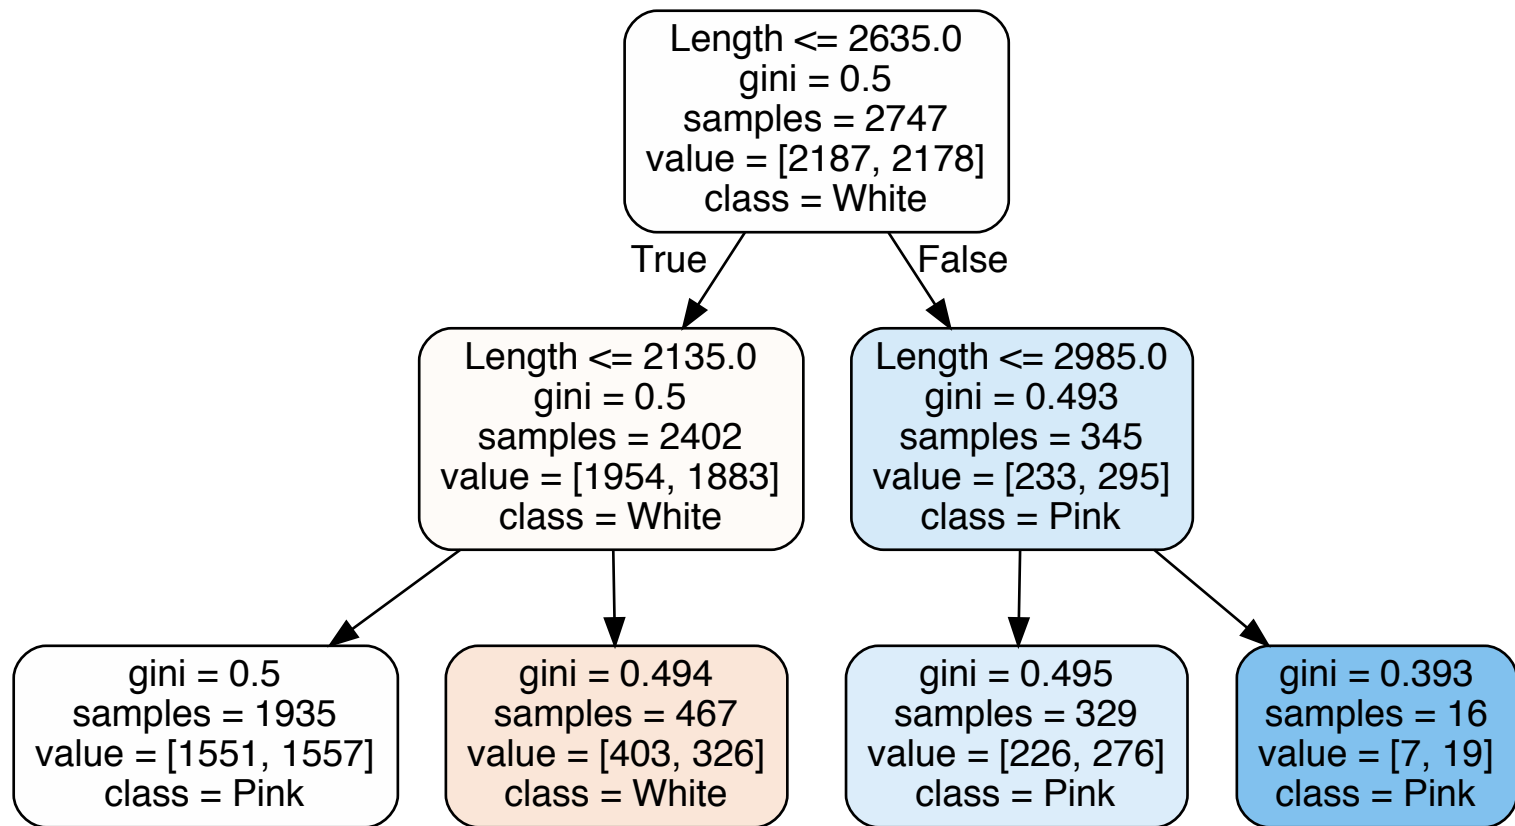 Length <= 2635.0
gini = 0.5
samples = 2747
value = [2187, 2178]
class = White
True
False
Length <= 2135.0
gini = 0.5
samples = 2402
value = [1954, 1883]
class = White
Length <= 2985.0
gini = 0.493
samples = 345
value = [233, 295]
class = Pink
gini = 0.5
samples = 1935
value = [1551, 1557]
class = Pink
gini = 0.494
samples = 467
value = [403, 326]
class = White
gini = 0.495
samples = 329
value = [226, 276]
class = Pink
gini = 0.393
samples = 16
value = [7, 19]
class = Pink